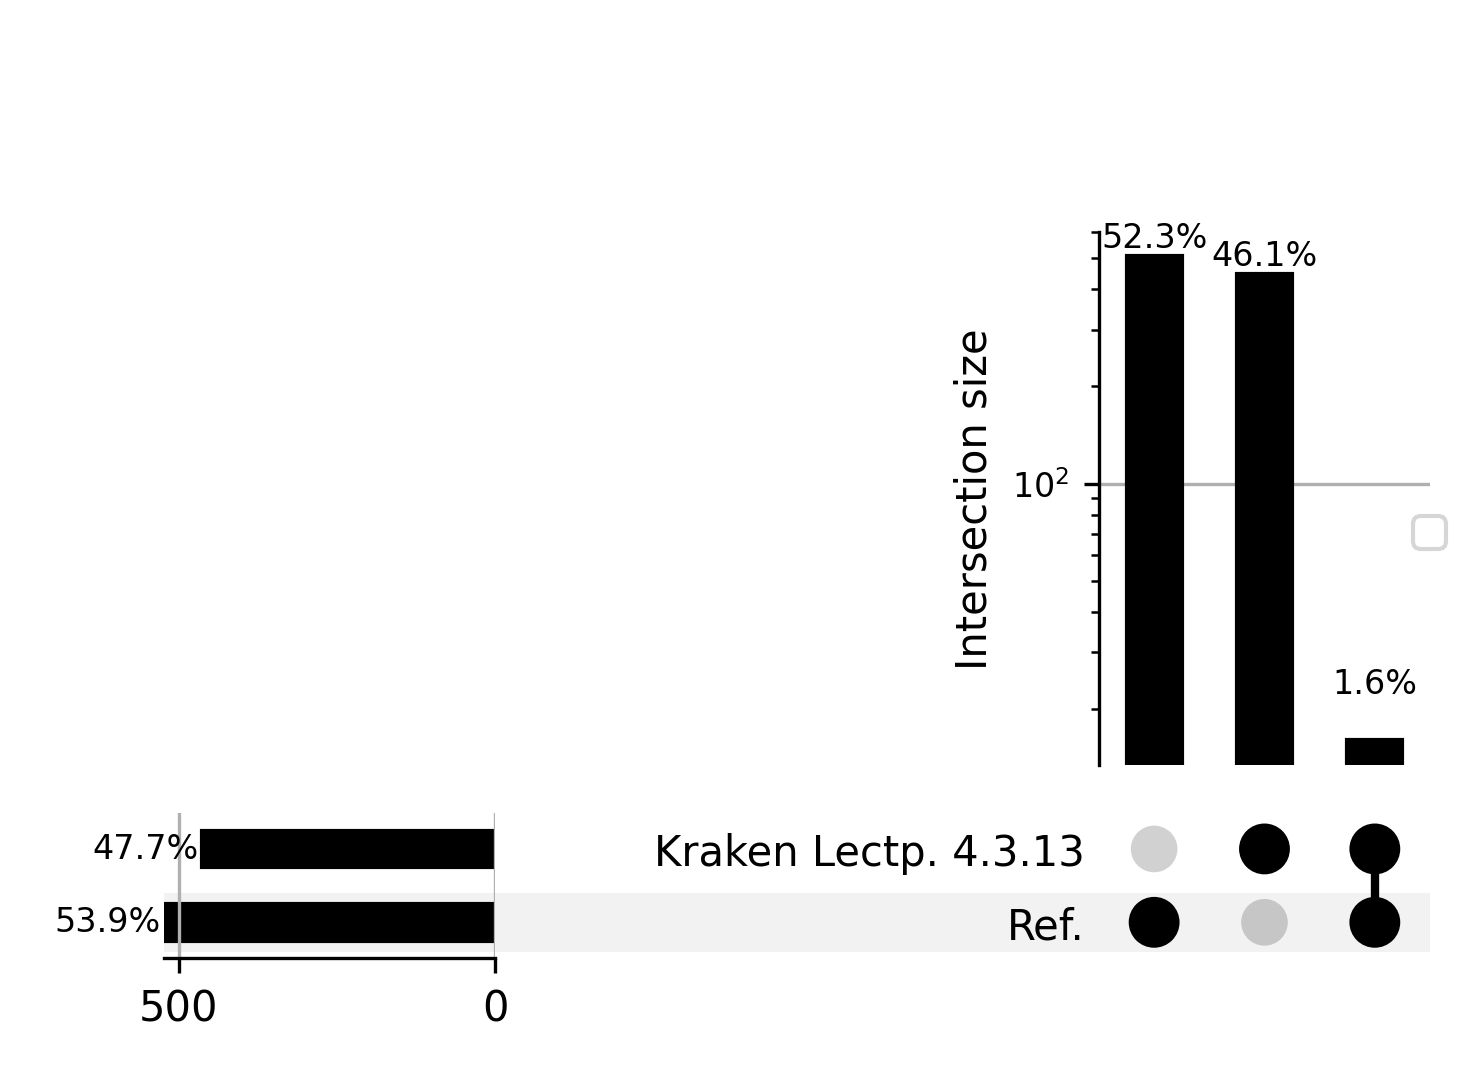 52.3%
46.1%
Intersection size
10²
1.6%
47.7%
Kraken Lectp. 4.3.13
53.9%
Ref.
500
0